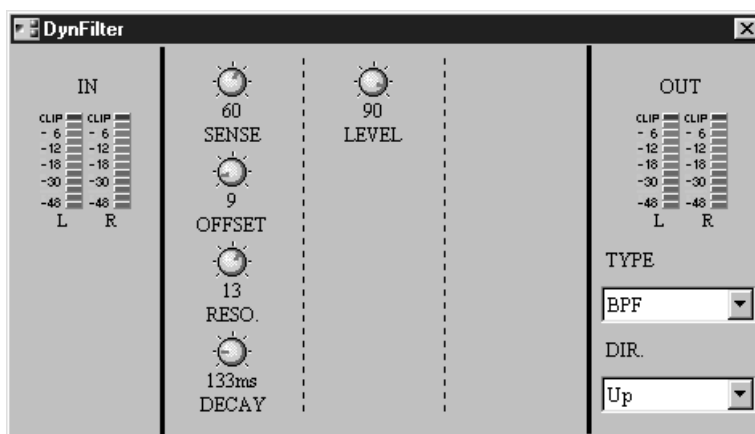 DynFilter
IN
CLIP CLIP
- 6 - 6
-12 -12
-18 -18
-30 -30
-48 -48
L R
60
SENSE
9
OFFSET
13
RESO.
133ms
DECAY
90
LEVEL
OUT
CLIP CLIP
- 6 - 6
-12 -12
-18 -18
-30 -30
-48 -48
L R
TYPE
BPF
DIR.
Up